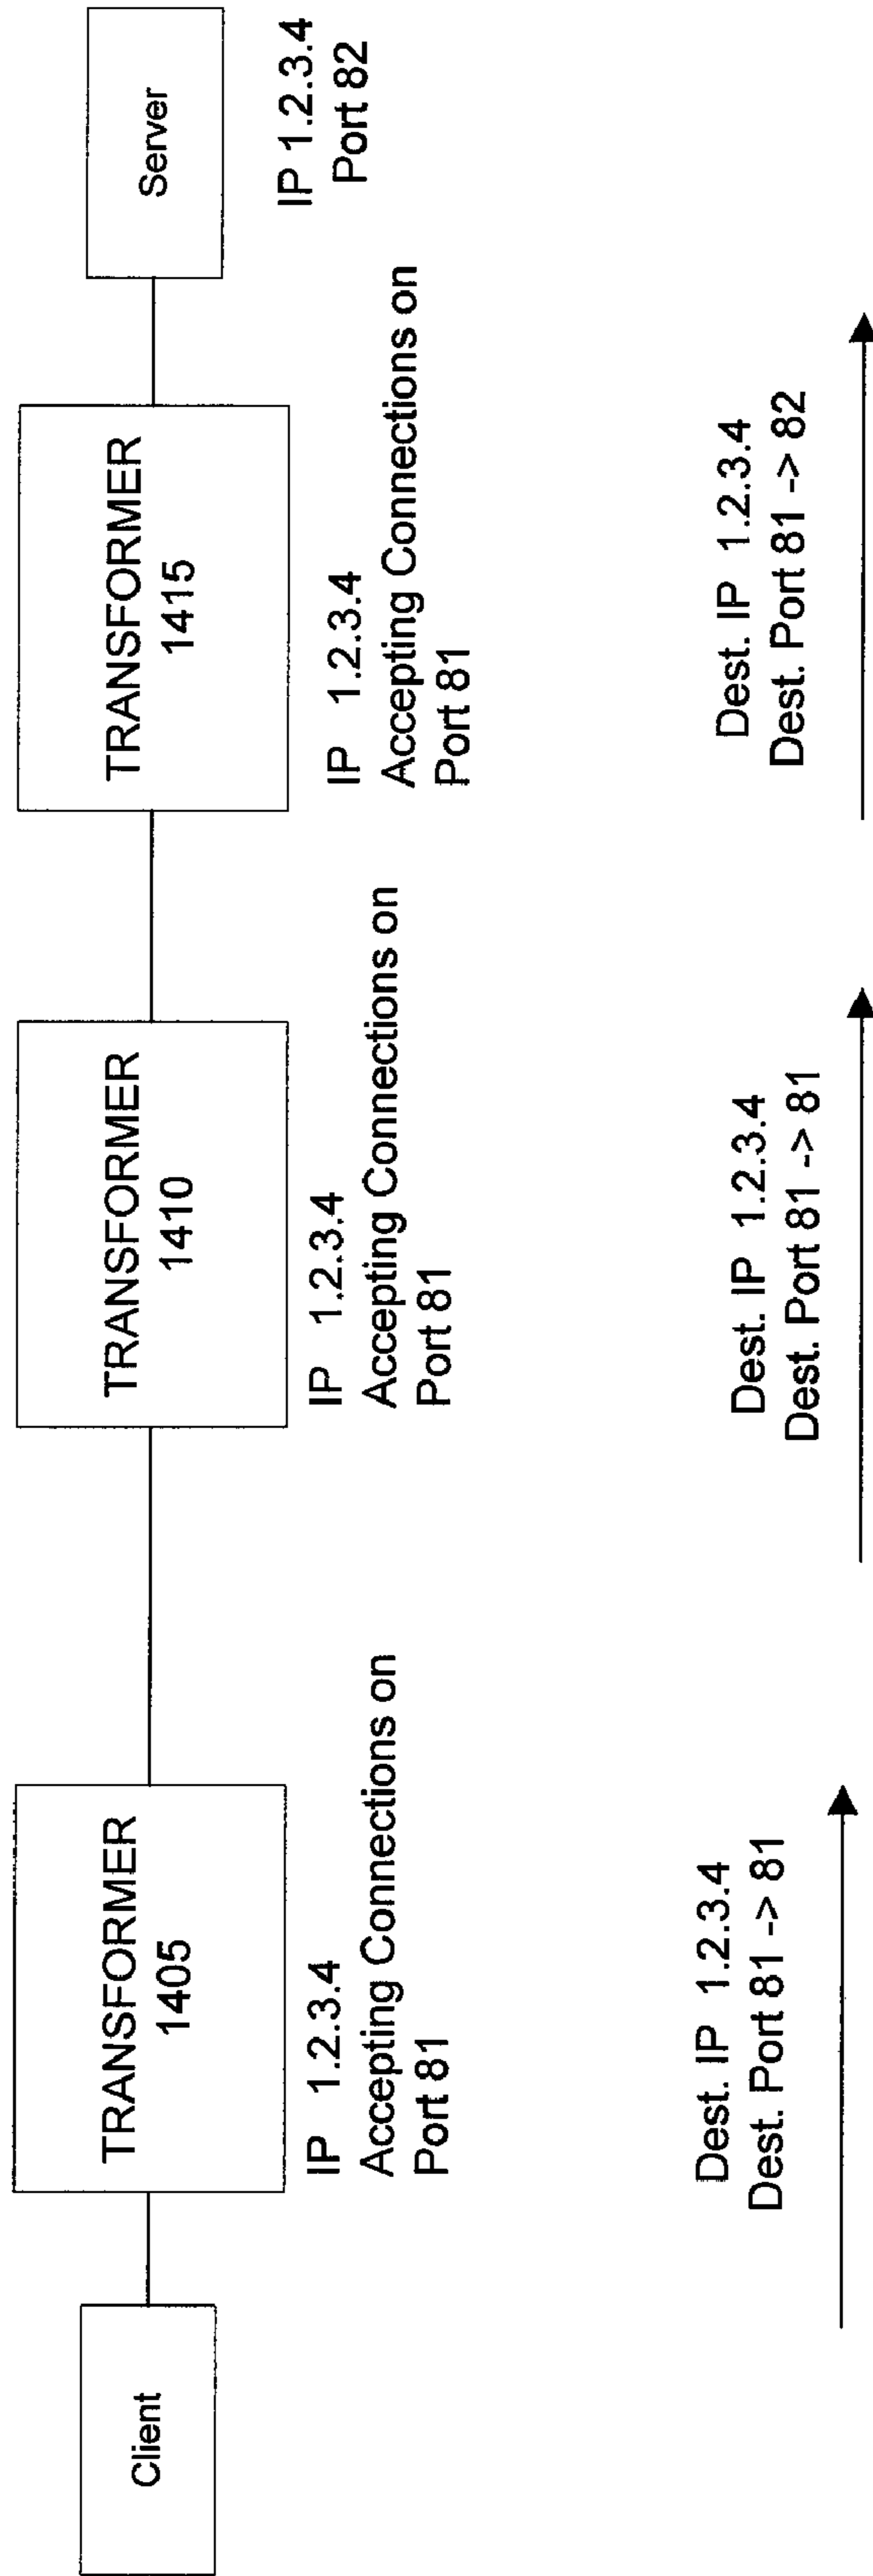 Client
TRANSFORMER
1405
IP 1.2.3.4
Accepting Connections on
Port 81
TRANSFORMER
1410
IP 1.2.3.4
Accepting Connections on
Port 81
TRANSFORMER
1415
IP 1.2.3.4
Accepting Connections on
Port 81
Server
IP 1.2.3.4
Port 82
Dest. IP 1.2.3.4
Dest. Port 81 -> 81
Dest. IP 1.2.3.4
Dest. Port 81 -> 81
Dest. IP 1.2.3.4
Dest. Port 81 -> 82